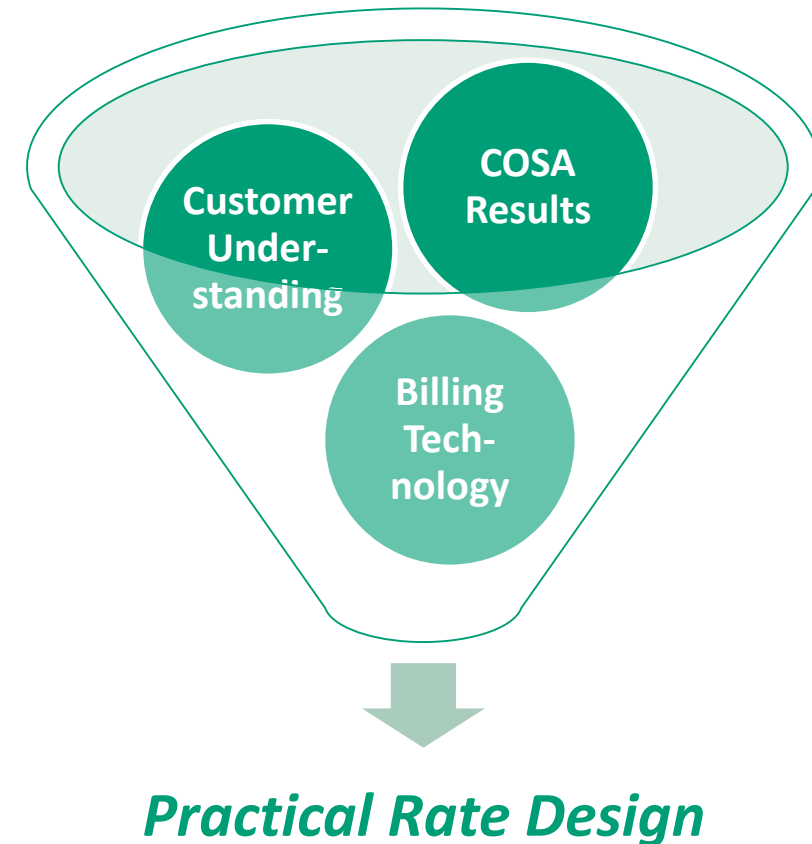 COSA
Results
Customer
Under-
standing
Billing
Tech-
nology
Practical Rate Design